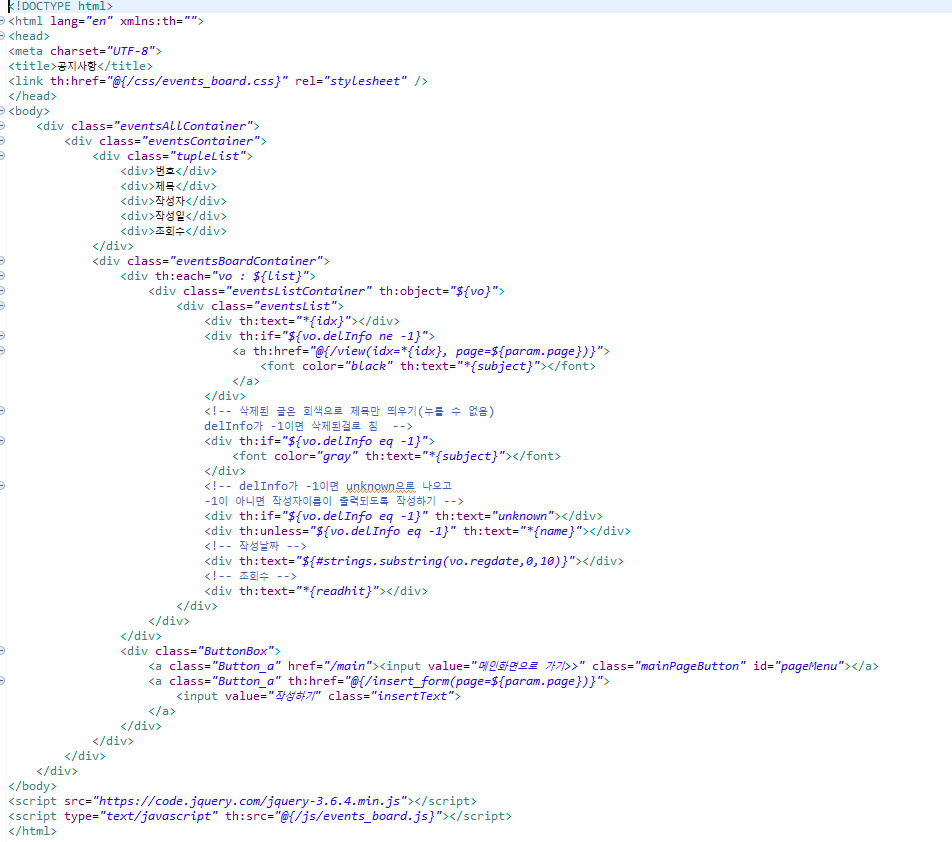 <!DOCTYPE html>
<html lang="en" xmlns:th="">
<head>
<meta charset="UTF-8">
<title>공지사항</title>
<link th:href="@{/css/events_board.css}" rel="stylesheet" />
</head>
<body>
<div class="eventsAllContainer">
<div class="eventsContainer">
<div class="tupleList">
<div>번호</div>
<div>제목</div>
<div>작성자</div>
<div>작성일</div>
<div>조회수</div>
</div>
<div class="eventsBoardContainer">
<div th:each="vo : ${list}">
<div class="eventsListContainer" th:object="${vo}">
<div class="eventsList">
<div th:text="*{idx}"></div>
<div th:if="${vo.delInfo ne -1}">
<a th:href="@{/view(idx=*{idx}, page=${param.page})}">
<font color="black" th:text="*{subject}"></font>
</a>
</div>
<!-- 삭제된 글은 회색으로 제목만 띄우기(누를 수 없음)
delInfo가 -1이면 삭제된걸로 침  -->
<div th:if="${vo.delInfo eq -1}">
<font color="gray" th:text="*{subject}"></font>
</div>
<!-- delInfo가 -1이면 unknown으로 나오고
-1이 아니면 작성자이름이 출력되도록 작성하기 -->
<div th:if="${vo.delInfo eq -1}" th:text="unknown"></div>
<div th:unless="${vo.delInfo eq -1}" th:text="*{name}"></div>
<!-- 작성날짜 -->
<div th:text="${#strings.substring(vo.regdate,0,10)}"></div>
<!-- 조회수 -->
<div th:text="*{readhit}"></div>
</div>
</div>
</div>
<div class="ButtonBox">
<a class="Button_a" href="/main"><input value="메인화면으로 가기>>" class="mainPageButton" id="pageMenu"></a>
<a class="Button_a" th:href="@{/insert_form(page=${param.page})}">
<input value="작성하기" class="insertText">
</a>
</div>
</div>
</div>
</div>
</body>
<script src="https://code.jquery.com/jquery-3.6.4.min.js"></script>
<script type="text/javascript" th:src="@{/js/events_board.js}"></script>
</html>